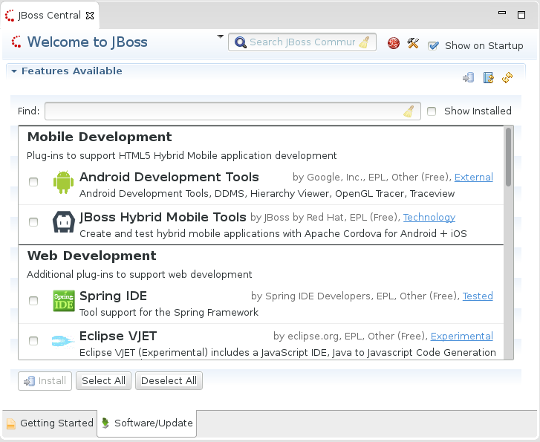 JBoss Central
Welcome to JBoss
Search JBoss Commur
Show on Startup
Features Available
Find:
Show Installed
Mobile Development
Plug-ins to support HTML5 Hybrid Mobile application development
Android Development Tools by Google, Inc., EPL, Other (Free), External
Android Development Tools, DDMS, Hierarchy Viewer, OpenGL Tracer, Traceview
JBoss Hybrid Mobile Tools by JBoss by Red Hat, EPL (Free), Technology
Create and test hybrid mobile applications with Apache Cordova for Android + iOS
Web Development
Additional plug-ins to support web development
Spring IDE
Spring IDE by Spring IDE Developers, EPL, Other (Free), Tested
Tool support for the Spring Framework
Eclipse VJET by eclipse.org, EPL, Other (Free), Experimental
Eclipse VJET (Experimental) includes a JavaScript IDE, Java to Javascript Code Generation
Install Select All Deselect All
Getting Started Software/Update